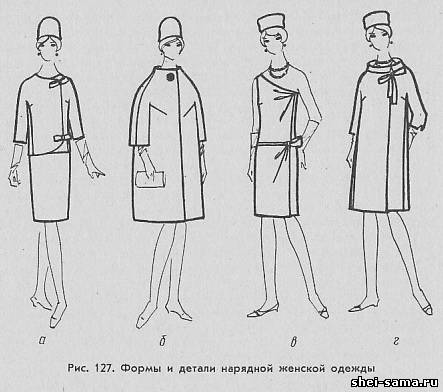 а б в г
Рис. 127. Формы и детали нарядной женской одежды
shei-sama.ru